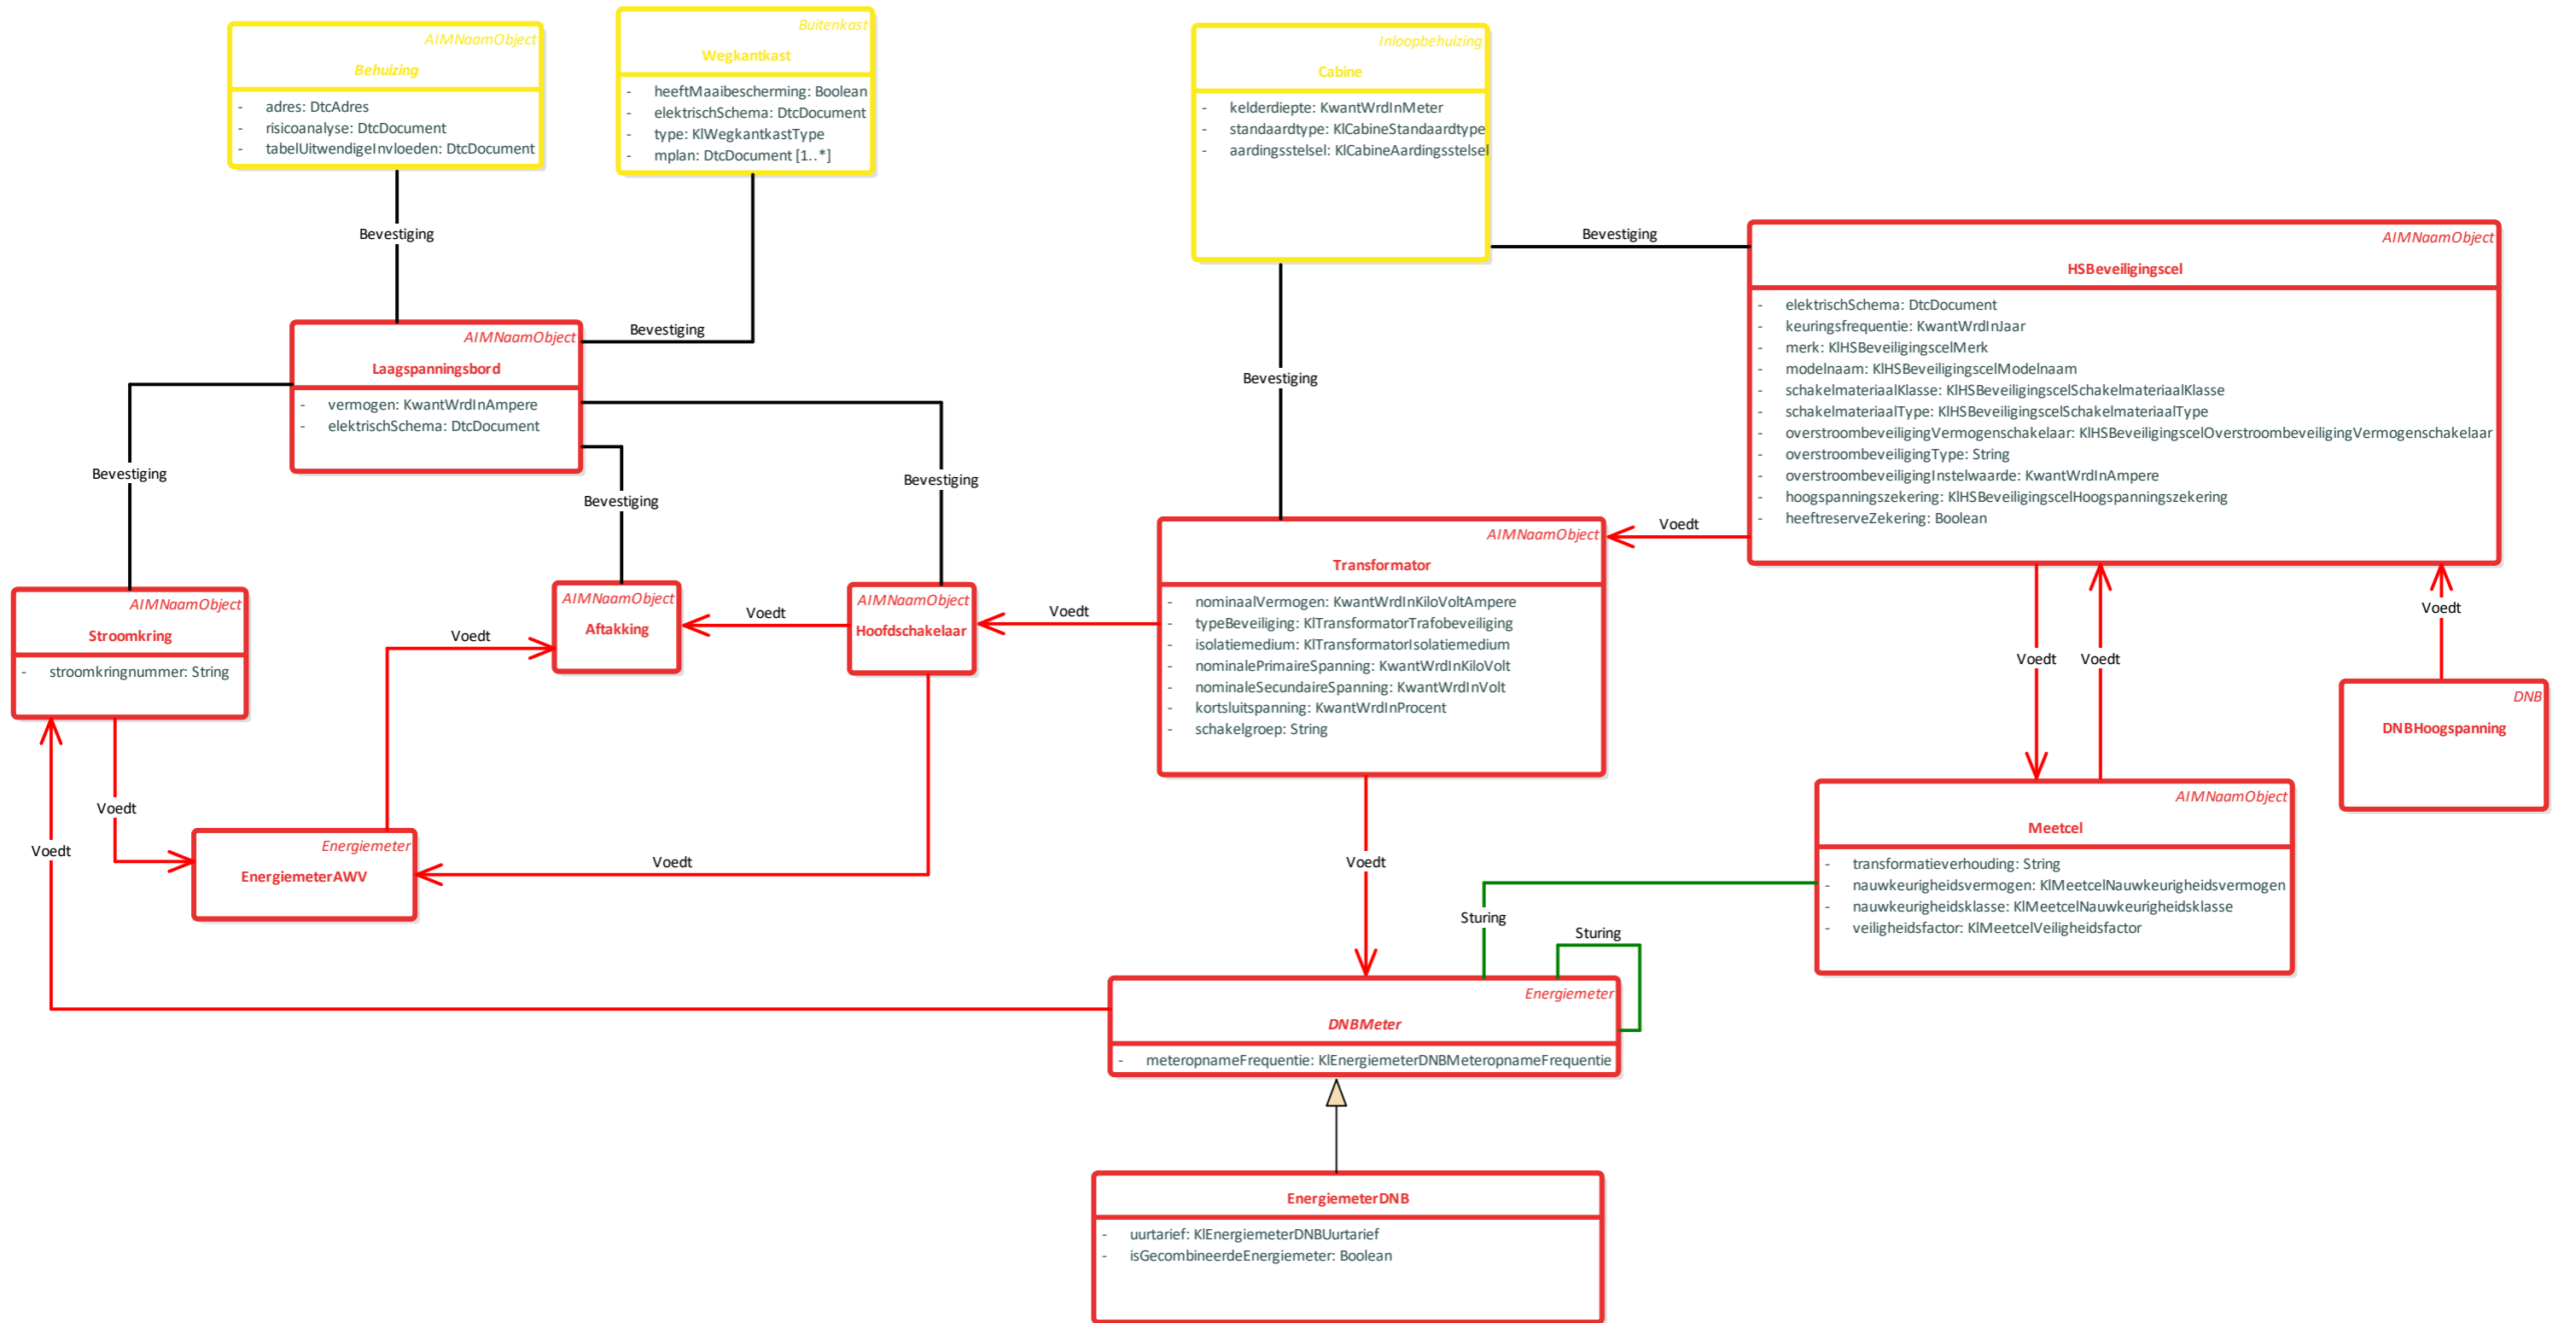 AIMNaamObject
Behuizing
- adres: DtcAdres
- risicoanalyse: DtcDocument
- tabelUitwendigeInvloeden: DtcDocument
Buitenkast
Wegkantkast
- heeftMaaibescherming: Boolean
- elektrischSchema: DtcDocument
- type: KlWegkantkastType
- mplan: DtcDocument [1..*]
Inloopbehuizing
Cabine
- kelderdiepte: KwantWrdInMeter
- standaardtype: KlCabineStandaardtype
- aardingsstelsel: KlCabineAardingsstelsel
Bevestiging
Bevestiging
Bevestiging
Bevestiging
AIMNaamObject
HSBeveiligingscel
- elektrischSchema: DtcDocument
- keuringsfrequentie: KwantWrdInJaar
- merk: KlHSBeveiligingscelMerk
- modelnaam: KlHSBeveiligingscelModelnaam
- schakelmateriaalKlasse: KlHSBeveiligingscelSchakelmateriaalKlasse
- schakelmateriaalType: KlHSBeveiligingscelSchakelmateriaalType
- overstroombeveiligingVermogenschakelaar: KlHSBeveiligingscelOverstroombeveiligingVermogenschakelaar
- overstroombeveiligingType: String
- overstroombeveiligingInstelwaarde: KwantWrdInAmpere
- hoogspanningszekering: KlHSBeveiligingscelHoogspanningszekering
- heeftreserveZekering: Boolean
AIMNaamObject
Laagspanningsbord
- vermogen: KwantWrdInAmpere
- elektrischSchema: DtcDocument
Bevestiging
Bevestiging
Bevestiging
AIMNaamObject
Stroomkring
- stroomkringnummer: String
AIMNaamObject
Aftakking
AIMNaamObject
Hoofdschakelaar
AIMNaamObject
Transformator
- nominaalVermogen: KwantWrdInKiloVoltAmpere
- typeBeveiliging: KlTransformatorTrafobeveiliging
- isolatiemedium: KlTransformatorIsolatiemedium
- nominalePrimaireSpanning: KwantWrdInKiloVolt
- nominaleSecundaireSpanning: KwantWrdInVolt
- kortsluitspanning: KwantWrdInProcent
- schakelgroep: String
Voedt
Voedt
Voedt
Voedt
Voedt
Voedt
Voedt
DNB
DNBHoogspanning
AIMNaamObject
Meetcel
- transformatieverhouding: String
- nauwkeurigheidsvermogen: KlMeetcelNauwkeurigheidsvermogen
- nauwkeurigheidsklasse: KlMeetcelNauwkeurigheidsklasse
- veiligheidsfactor: KlMeetcelVeiligheidsfactor
Voedt
Voedt
Voedt
Voedt
Energiemeter
EnergiemeterAWV
Sturing
Sturing
Energiemeter
DNBMeter
- meteropnameFrequentie: KlEnergiemeterDNBMeteropnameFrequentie
EnergiemeterDNB
- uurtarief: KlEnergiemeterDNBUurtarief
- isGecombineerdeEnergiemeter: Boolean